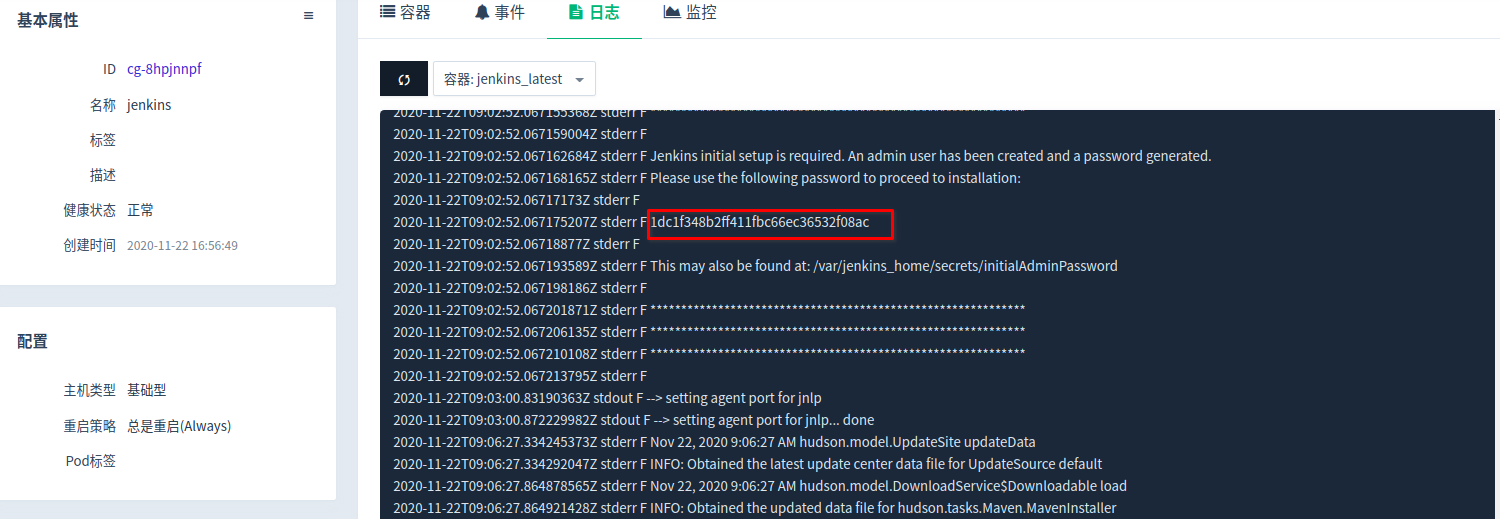 基本属性
ID cg-8hpjnnpf
名称 jenkins
标签
描述
健康状态 正常
创建时间 2020-11-22 16:56:49
配置
主机类型 基础型
重启策略 总是重启(Always)
Pod标签
容器 事件 日志 监控
容器: jenkins_latest
2020-11-22T09:02:52.067155368Z stderr F *************************************************************
2020-11-22T09:02:52.067159004Z stderr F
2020-11-22T09:02:52.067162684Z stderr F Jenkins initial setup is required. An admin user has been created and a password generated.
2020-11-22T09:02:52.067168165Z stderr F Please use the following password to proceed to installation:
2020-11-22T09:02:52.06717173Z stderr F
2020-11-22T09:02:52.067175207Z stderr F 1dc1f348b2ff411fbc66ec36532f08ac
2020-11-22T09:02:52.06718877Z stderr F
2020-11-22T09:02:52.067193589Z stderr F This may also be found at: /var/jenkins_home/secrets/initialAdminPassword
2020-11-22T09:02:52.067198186Z stderr F
2020-11-22T09:02:52.067201871Z stderr F *************************************************************
2020-11-22T09:02:52.067206135Z stderr F *************************************************************
2020-11-22T09:02:52.067210108Z stderr F *************************************************************
2020-11-22T09:02:52.067213795Z stderr F
2020-11-22T09:03:00.83190363Z stdout F --> setting agent port for jnlp
2020-11-22T09:03:00.872229982Z stdout F --> setting agent port for jnlp... done
2020-11-22T09:06:27.334245373Z stderr F Nov 22, 2020 9:06:27 AM hudson.model.UpdateSite updateData
2020-11-22T09:06:27.334292047Z stderr F INFO: Obtained the latest update center data file for UpdateSource default
2020-11-22T09:06:27.864878565Z stderr F Nov 22, 2020 9:06:27 AM hudson.model.DownloadService$Downloadable load
2020-11-22T09:06:27.864921428Z stderr F INFO: Obtained the updated data file for hudson.tasks.Maven.MavenInstaller